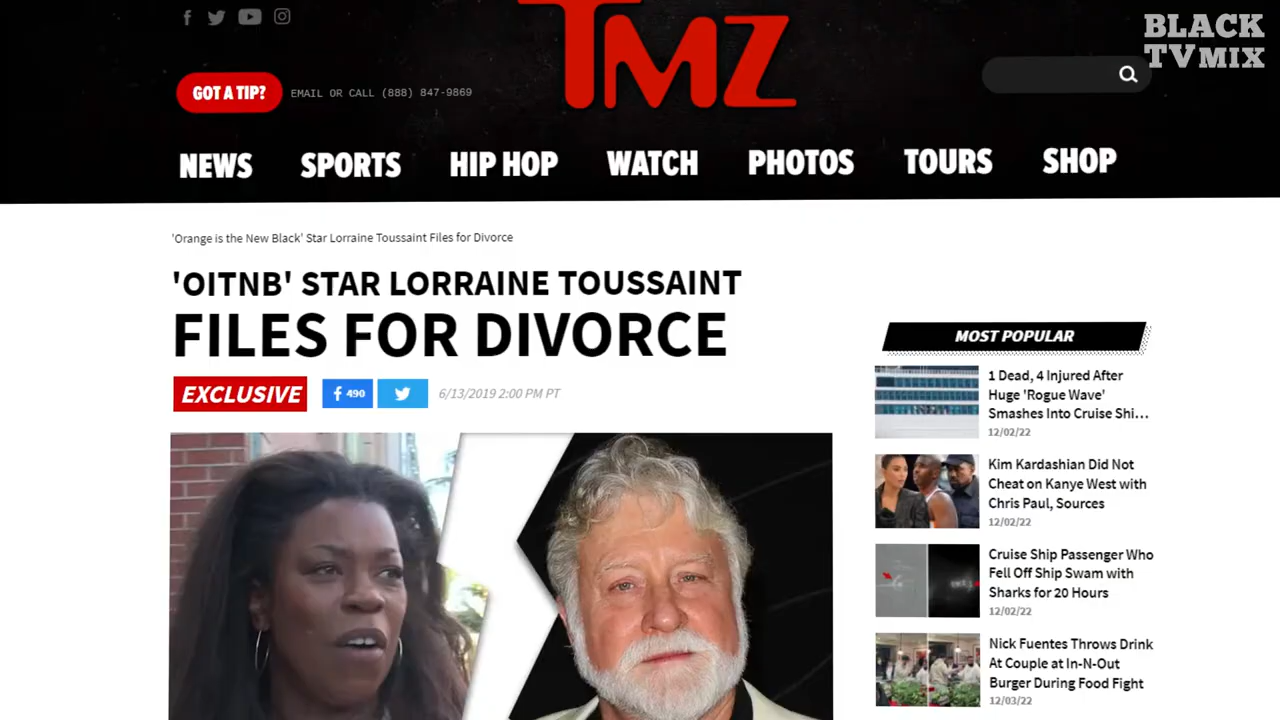 BLACK
TVMIX
TMZ
GOT A TIP?
EMAIL OR CALL (888) 847-9869
NEWS
SPORTS
HIP HOP
WATCH
PHOTOS
TOURS
SHOP
'Orange is the New Black' Star Lorraine Toussaint Files for Divorce
'OITNB' STAR LORRAINE TOUSSAINT
FILES FOR DIVORCE
EXCLUSIVE
f 490
6/13/2019 2:00 PM PT
MOST POPULAR
1 Dead, 4 Injured After
Huge 'Rogue Wave'
Smashes Into Cruise Shi...
12/02/22
Kim Kardashian Did Not
Cheat on Kanye West with
Chris Paul, Sources
12/02/22
Cruise Ship Passenger Who
Fell Off Ship Swam with
Sharks for 20 Hours
12/02/22
Nick Fuentes Throws Drink
At Couple at In-N-Out
Burger During Food Fight
12/03/22